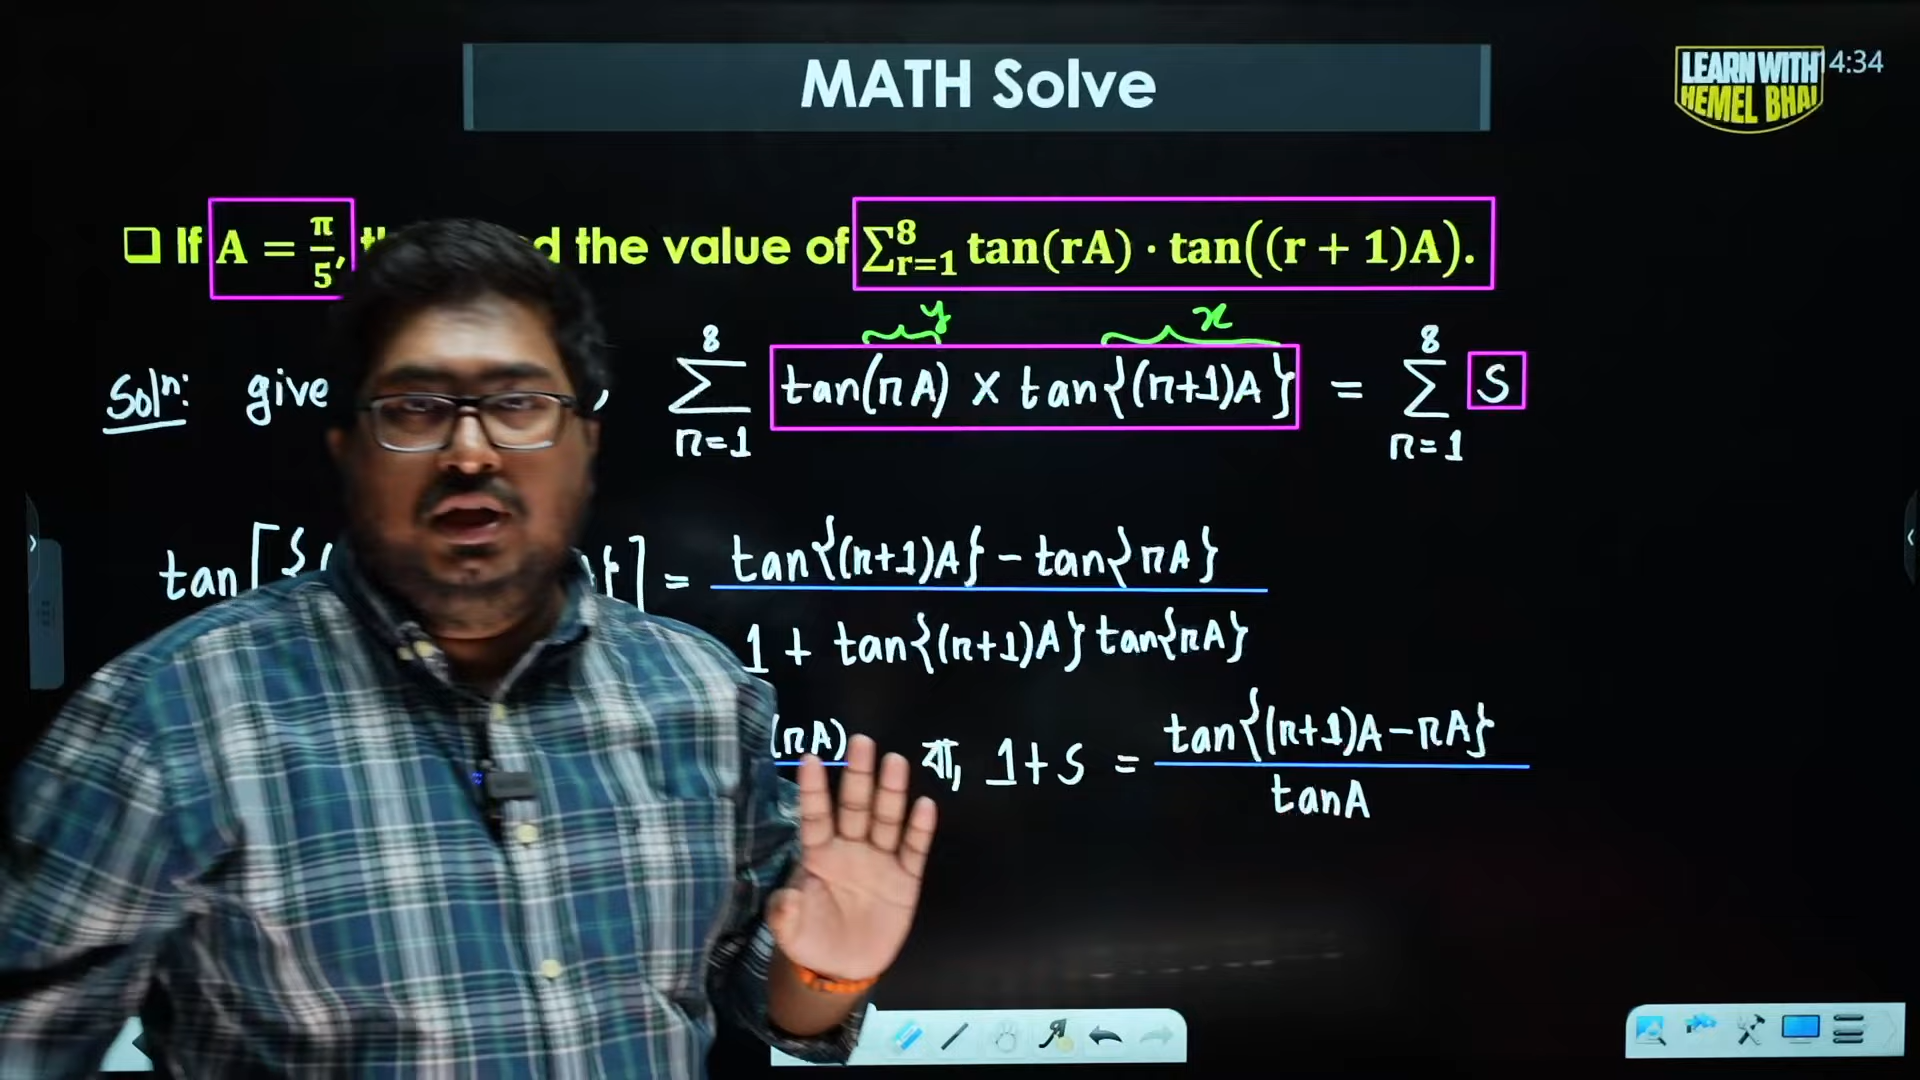 MATH Solve
LEARN WITH
HEMEL BHAI
4:34
❑ If A = π/5, d the value of ∑⁸ᵣ₌₁ tan(rA) · tan((r + 1)A).
y x
Solⁿ: give , ∑⁸ᵣ₌₁ tan(rA) × tan{(r+1)A} = ∑⁸ᵣ₌₁ S
tan[{ ] = (tan{(r+1)A} - tan{rA}) / (1 + tan{(r+1)A} tan{rA})
(rA) বা, 1+S = tan{(r+1)A - rA} / tanA